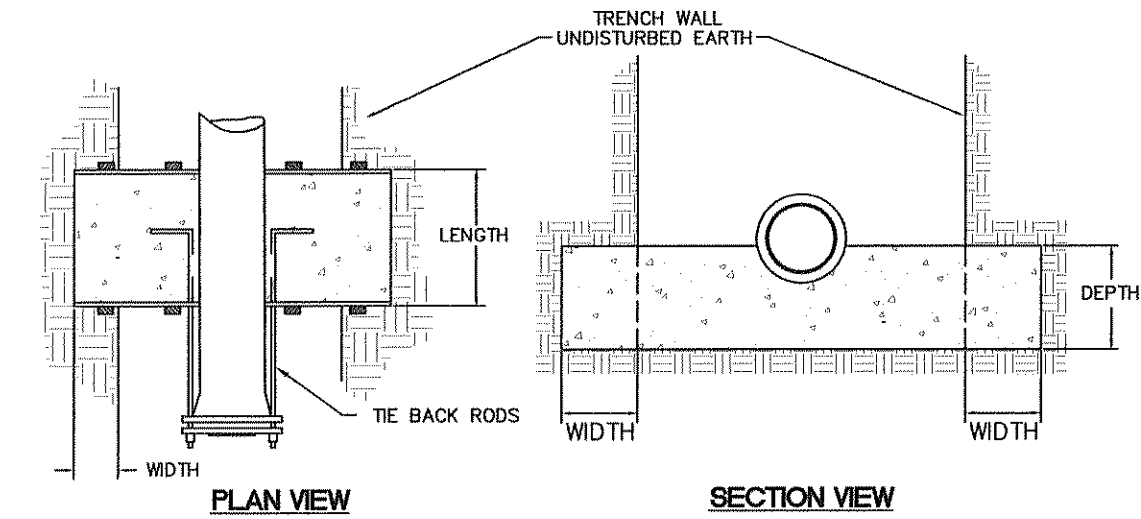 TRENCH WALL
UNDISTURBED EARTH
LENGTH
DEPTH
TIE BACK RODS
WIDTH
WIDTH
WIDTH
PLAN VIEW
SECTION VIEW